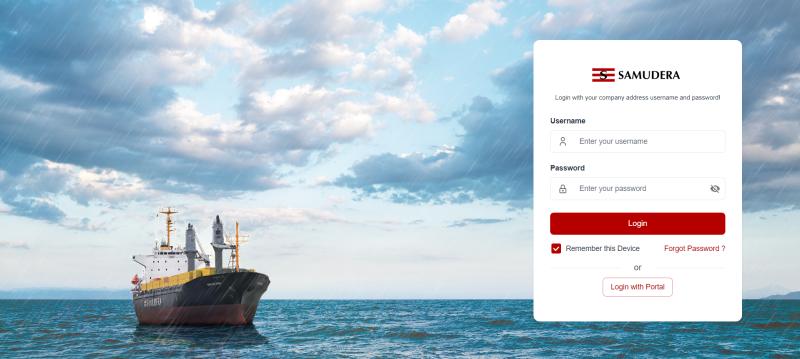 SAMUDERA
Login with your company address username and password!
Username
Enter your username
Password
Enter your password
Login
Remember this Device
Forgot Password ?
or
Login with Portal